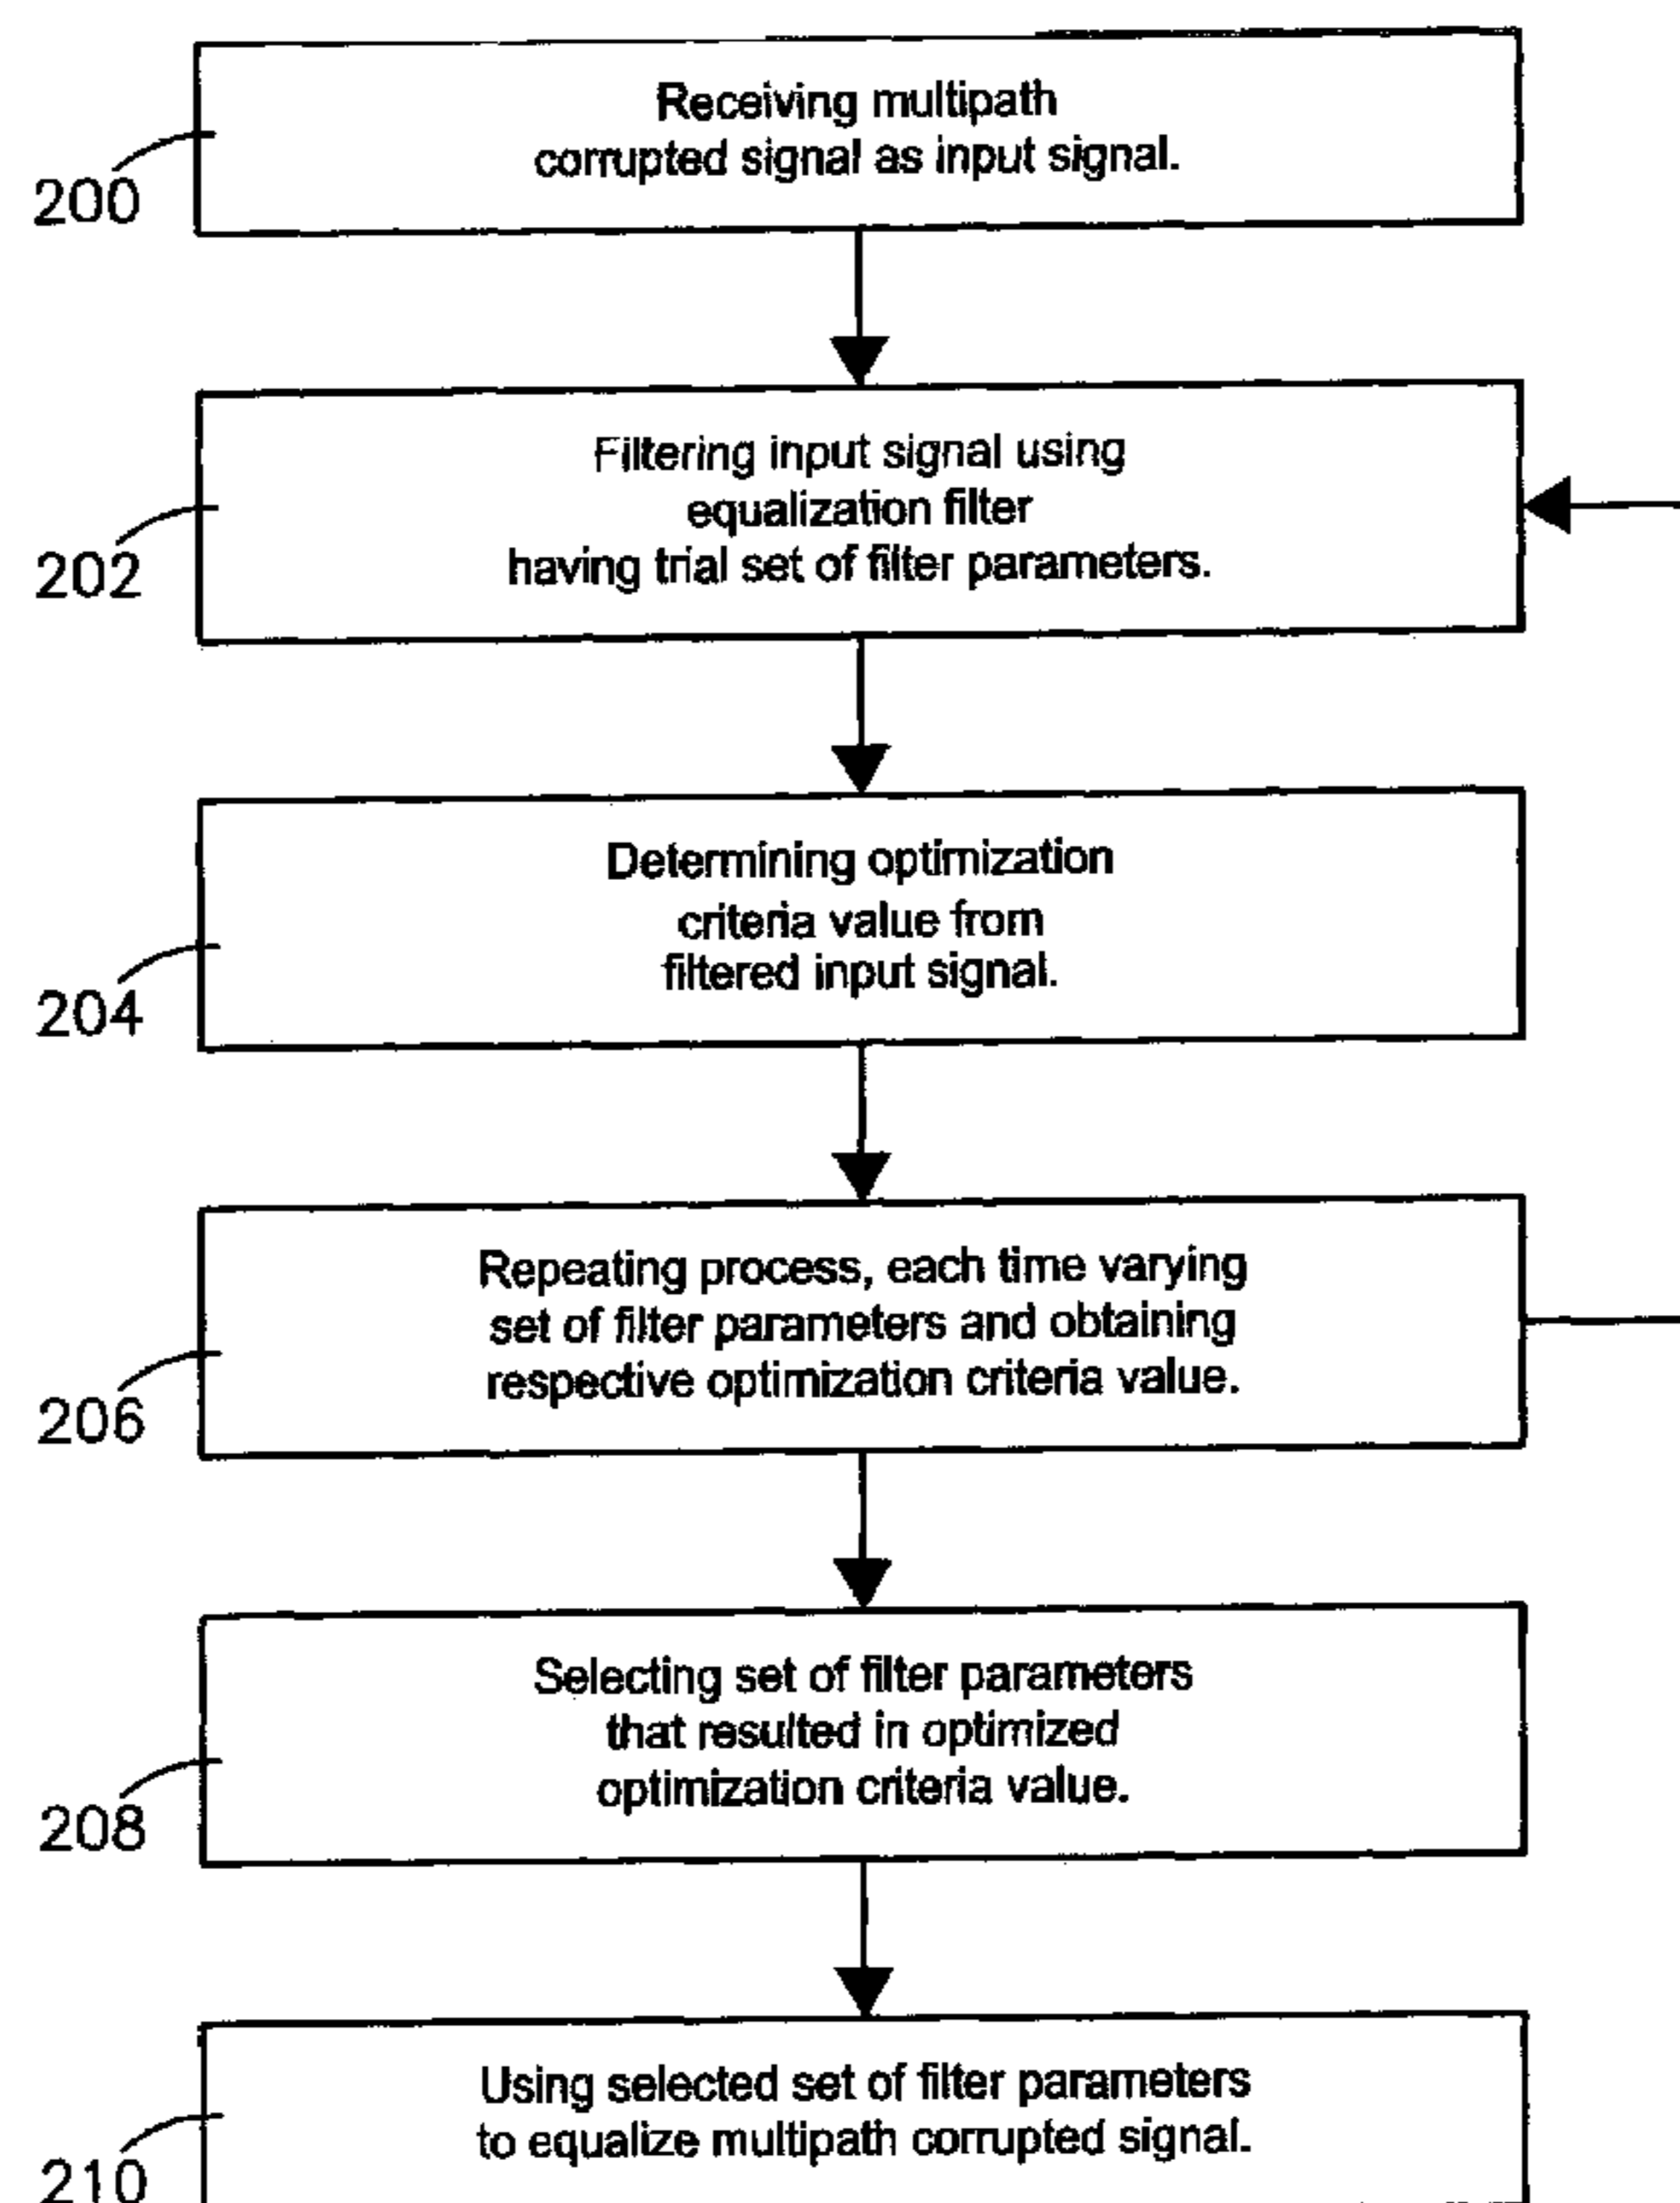 Receiving multipath
corrupted signal as input signal.
200
Filtering input signal using
equalization filter
having trial set of filter parameters.
202
Determining optimization
criteria value from
filtered input signal.
204
Repeating process, each time varying
set of filter parameters and obtaining
respective optimization criteria value.
206
Selecting set of filter parameters
that resulted in optimized
optimization criteria value.
208
Using selected set of filter parameters
to equalize multipath corrupted signal.
210